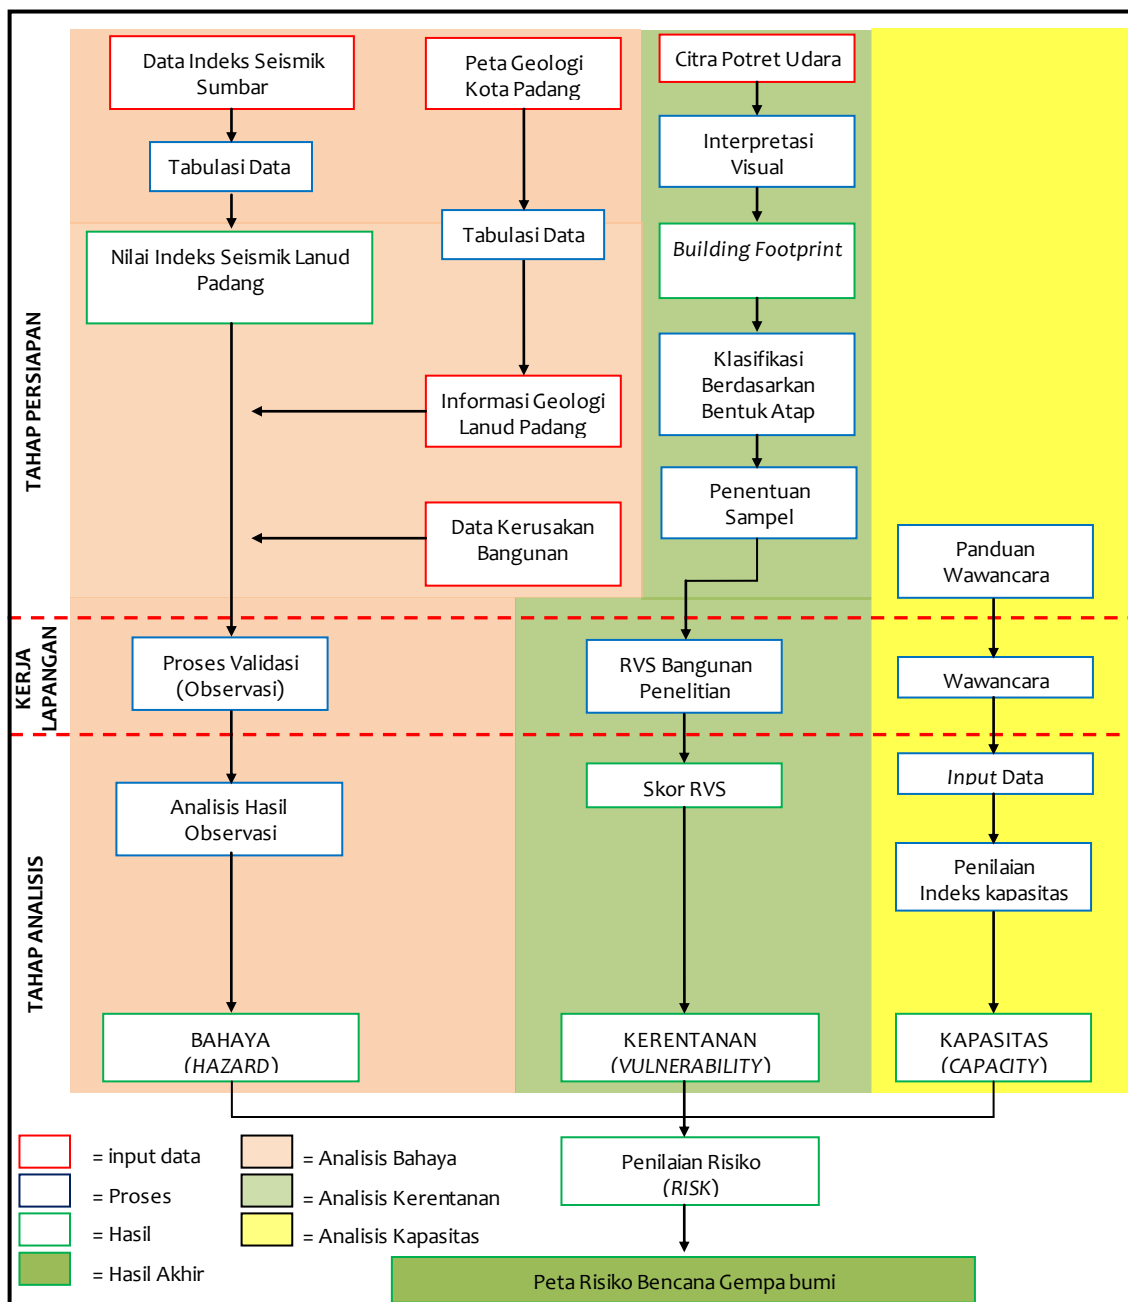 Data Indeks Seismik
Sumbar
Peta Geologi
Kota Padang
Citra Potret Udara
Tabulasi Data
Interpretasi
Visual
Nilai Indeks Seismik Lanud
Padang
Tabulasi Data
Building Footprint
TAHAP PERSIAPAN
Klasifikasi
Berdasarkan
Bentuk Atap
Informasi Geologi
Lanud Padang
Penentuan
Sampel
Data Kerusakan
Bangunan
Panduan
Wawancara
KERJA
LAPANGAN
Proses Validasi
(Observasi)
RVS Bangunan
Penelitian
Wawancara
TAHAP ANALISIS
Analisis Hasil
Observasi
Skor RVS
Input Data
Penilaian
Indeks kapasitas
BAHAYA
(HAZARD)
KERENTANAN
(VULNERABILITY)
KAPASITAS
(CAPACITY)
Penilaian Risiko
(RISK)
Peta Risiko Bencana Gempa bumi
= input data
= Proses
= Hasil
= Hasil Akhir
= Analisis Bahaya
= Analisis Kerentanan
= Analisis Kapasitas